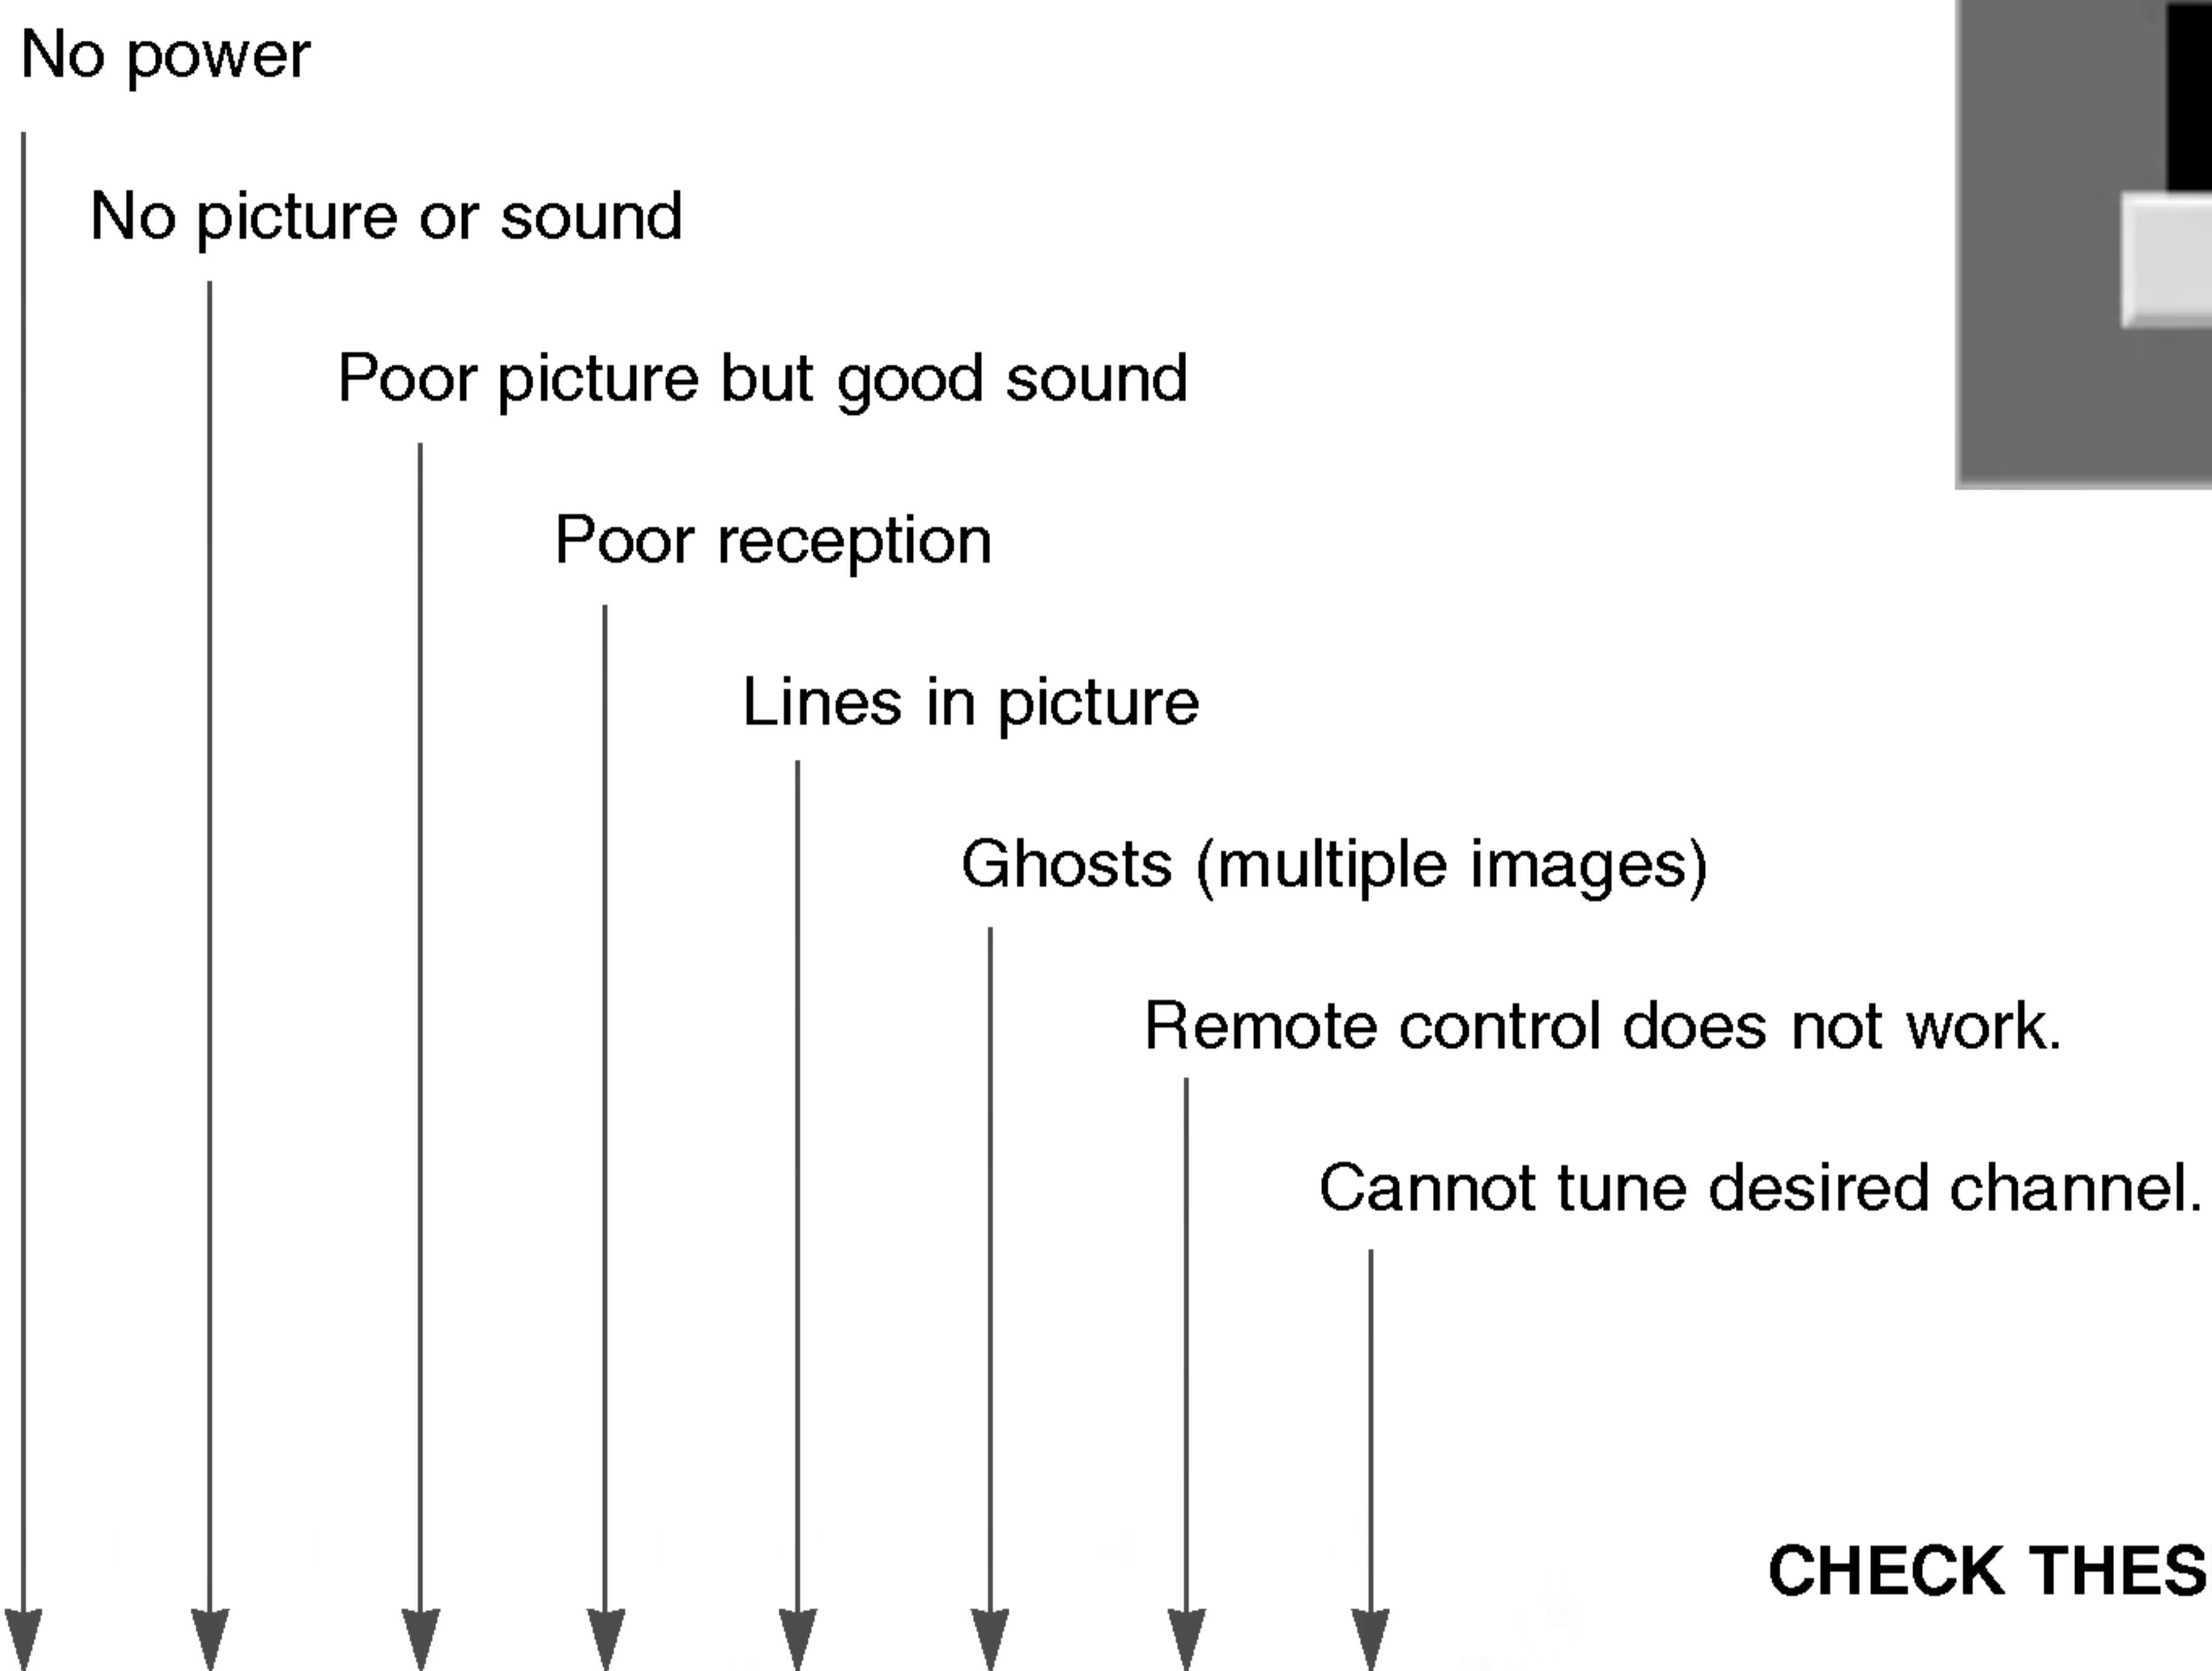 No power
No picture or sound
Poor picture but good sound
Poor reception
Lines in picture
Ghosts (multiple images)
Remote control does not work.
Cannot tune desired channel.
CHECK THES